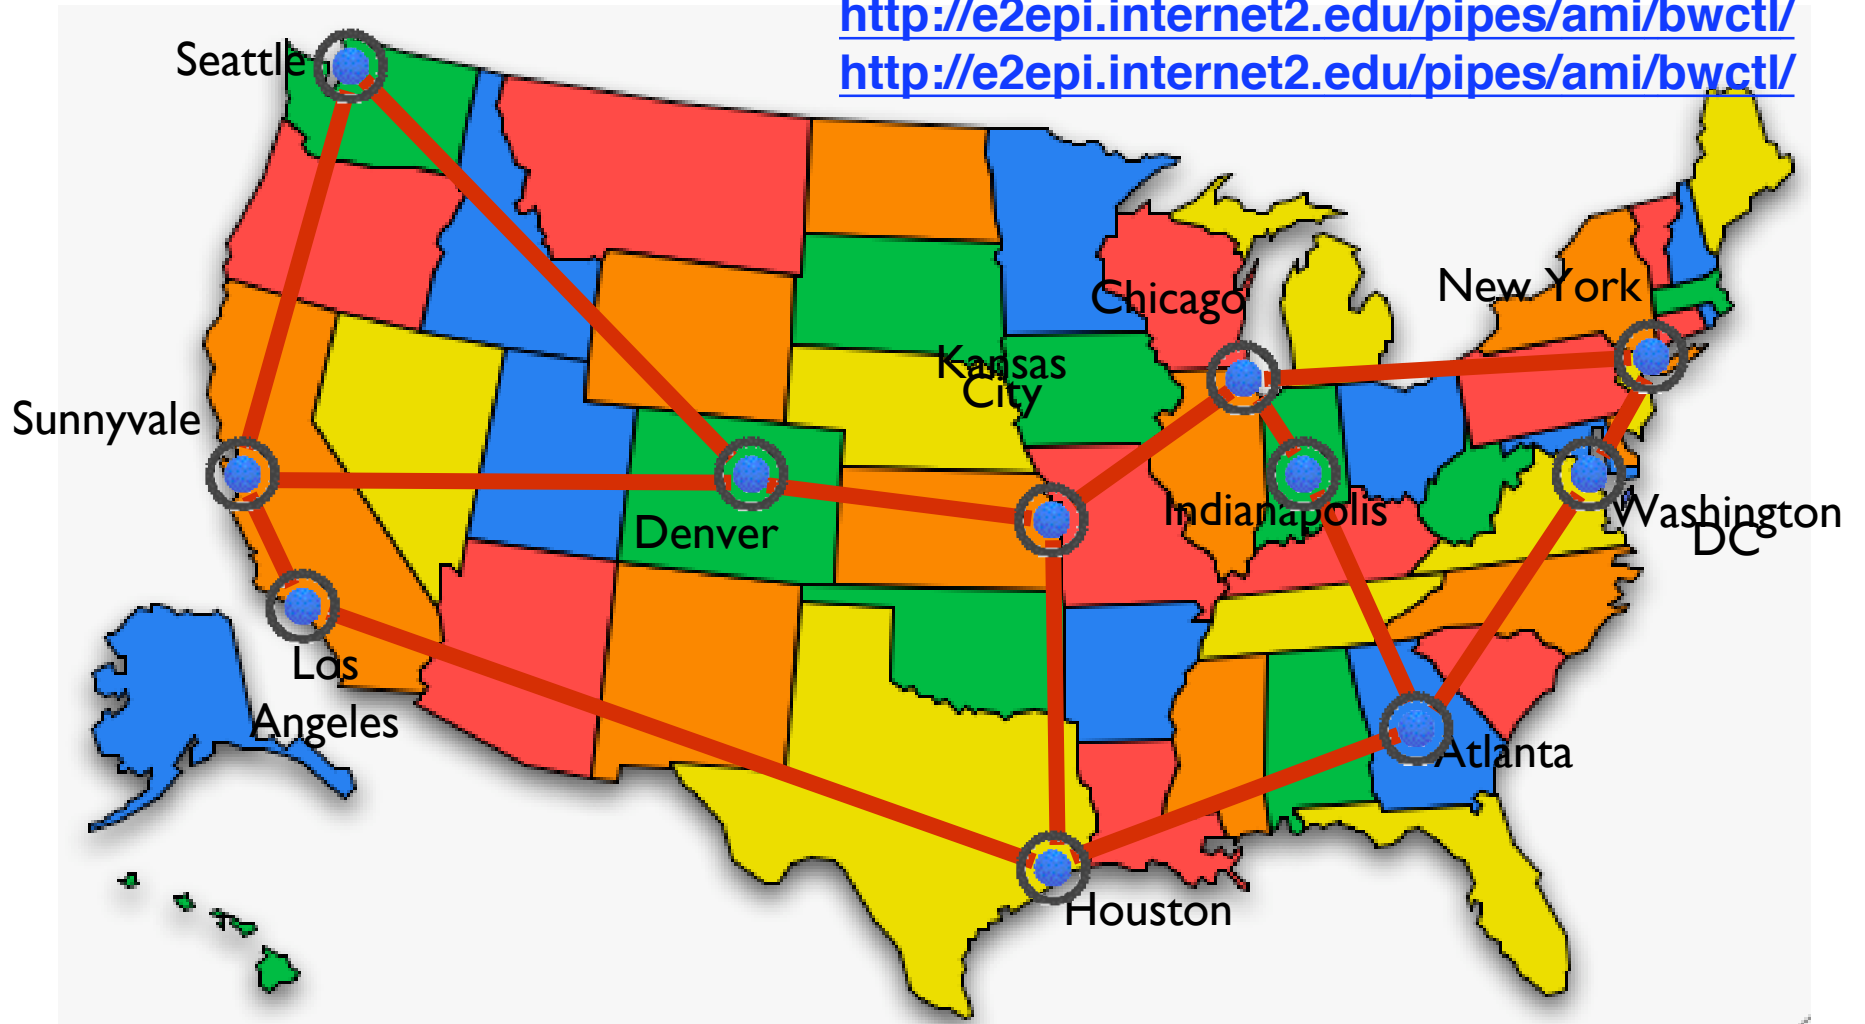 http://e2epi.internet2.edu/pipes/ami/bwctl/
http://e2epi.internet2.edu/pipes/ami/bwctl/
Seattle
Chicago
New York
Kansas
City
Sunnyvale
Denver
Indianapolis
Washington
DC
Los
Angeles
Atlanta
Houston